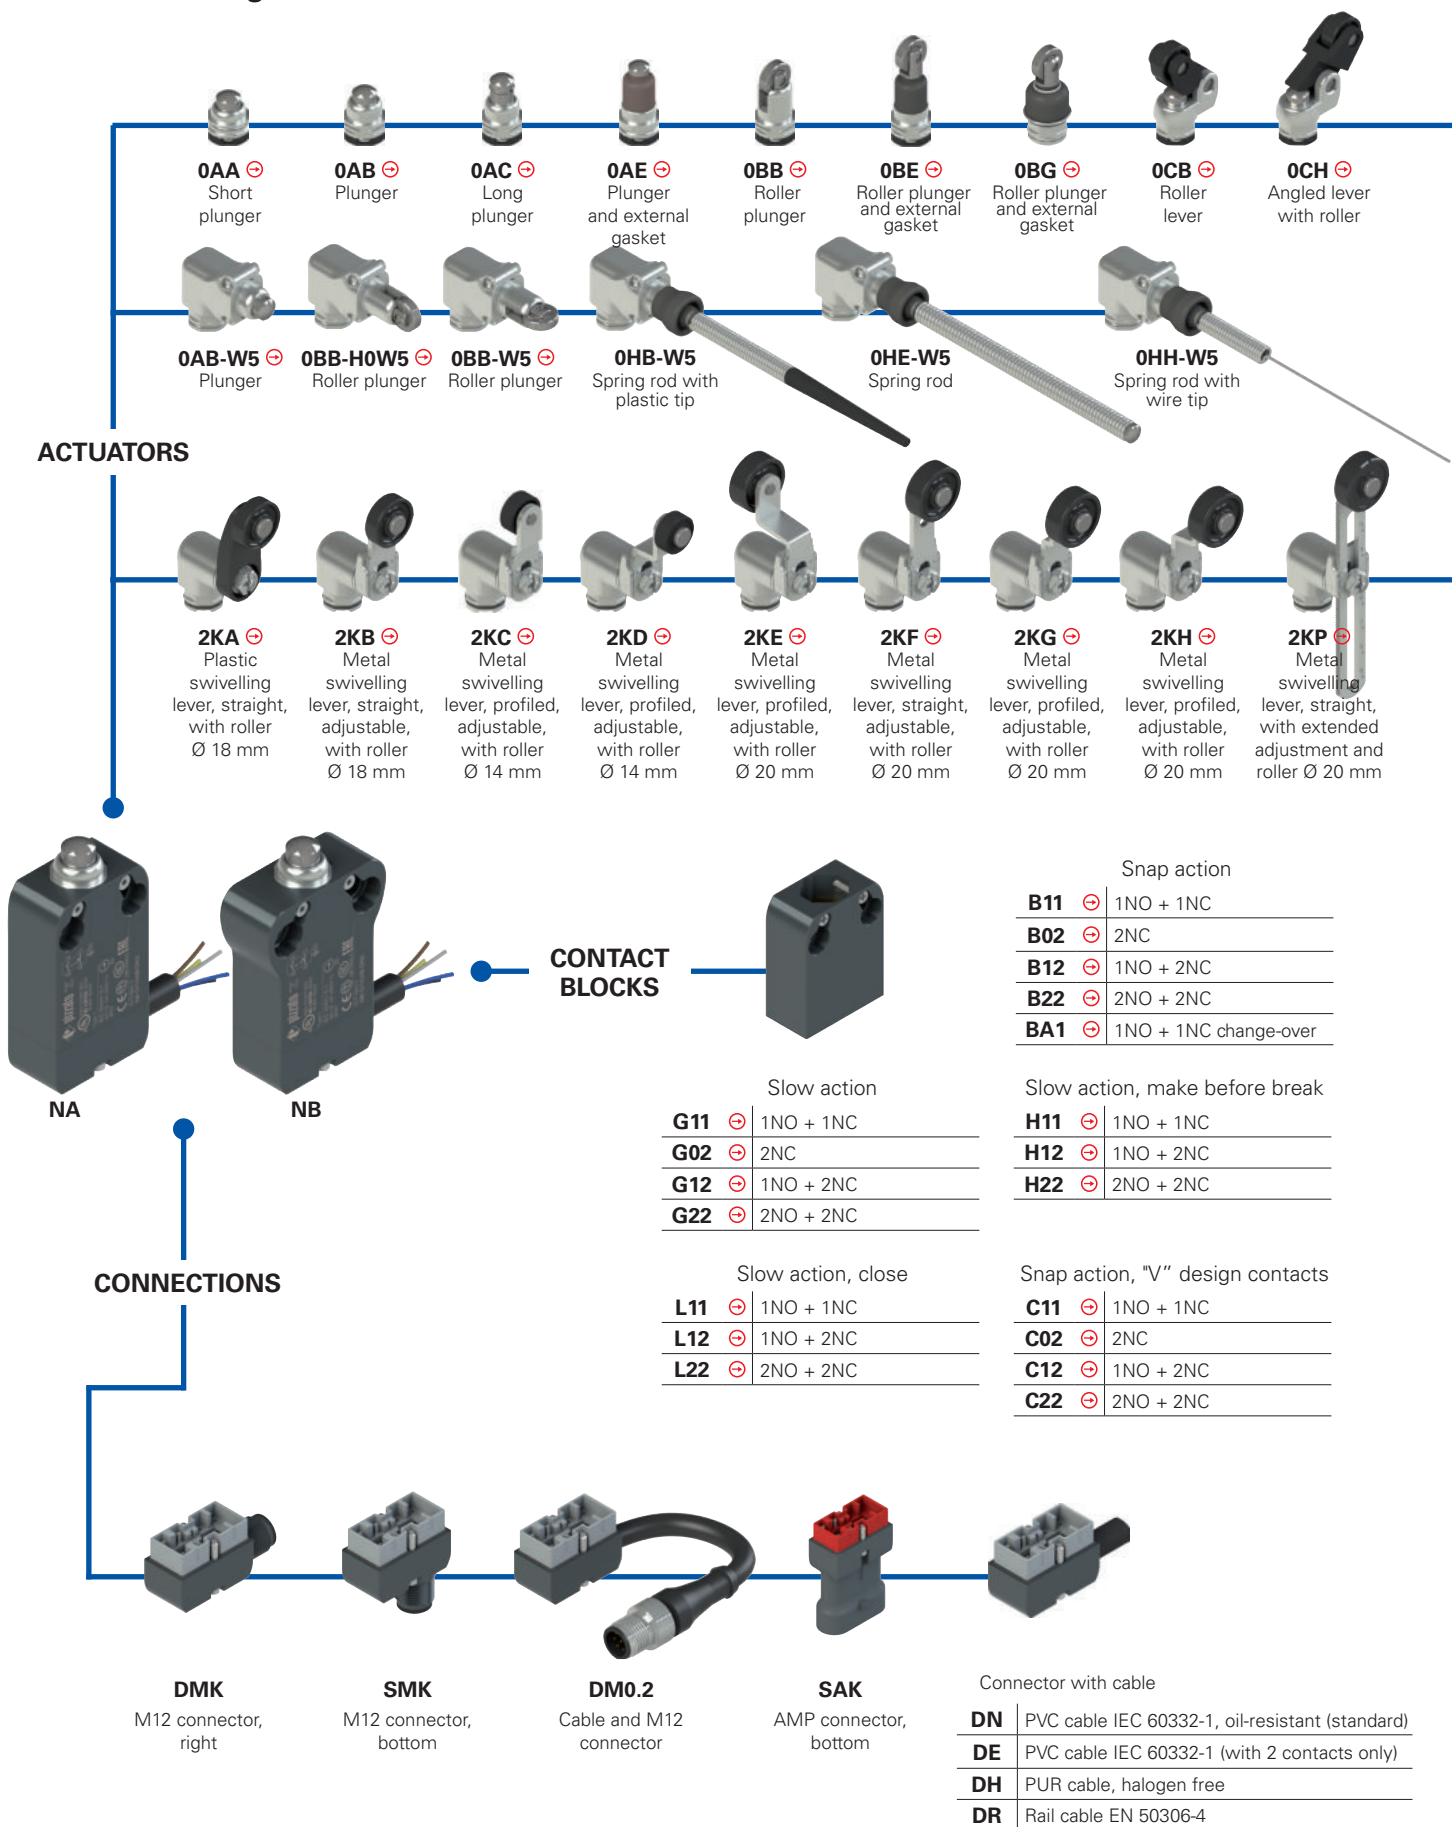 0AA
Short
plunger
0AB
Plunger
0AC
Long
plunger
0AE
Plunger
and external
gasket
0BB
Roller
plunger
0BE
Roller plunger
and external
gasket
0BG
Roller plunger
and external
gasket
0CB
Roller
lever
0CH
Angled lever
with roller
0AB-W5
Plunger
0BB-H0W5
Roller plunger
0BB-W5
Roller plunger
0HB-W5
Spring rod with
plastic tip
0HE-W5
Spring rod
0HH-W5
Spring rod with
wire tip
ACTUATORS
2KA
Plastic
swivelling
lever, straight,
with roller
Ø 18 mm
2KB
Metal
swivelling
lever, straight,
adjustable,
with roller
Ø 18 mm
2KC
Metal
swivelling
lever, profiled,
adjustable,
with roller
Ø 14 mm
2KD
Metal
swivelling
lever, profiled,
adjustable,
with roller
Ø 14 mm
2KE
Metal
swivelling
lever, profiled,
adjustable,
with roller
Ø 20 mm
2KF
Metal
swivelling
lever, straight,
adjustable,
with roller
Ø 20 mm
2KG
Metal
swivelling
lever, profiled,
adjustable,
with roller
Ø 20 mm
2KH
Metal
swivelling
lever, profiled,
adjustable,
with roller
Ø 20 mm
2KP
Metal
swivelling
lever, straight,
with extended
adjustment and
roller Ø 20 mm
NA
NB
CONTACT
BLOCKS
Snap action
B11 1NO + 1NC
B02 2NC
B12 1NO + 2NC
B22 2NO + 2NC
BA1 1NO + 1NC change-over
Slow action
G11 1NO + 1NC
G02 2NC
G12 1NO + 2NC
G22 2NO + 2NC
Slow action, make before break
H11 1NO + 1NC
H12 1NO + 2NC
H22 2NO + 2NC
Slow action, close
L11 1NO + 1NC
L12 1NO + 2NC
L22 2NO + 2NC
Snap action, "V” design contacts
C11 1NO + 1NC
C02 2NC
C12 1NO + 2NC
C22 2NO + 2NC
CONNECTIONS
DMK
M12 connector,
right
SMK
M12 connector,
bottom
DM0.2
Cable and M12
connector
SAK
AMP connector,
bottom
Connector with cable
DN PVC cable IEC 60332-1, oil-resistant (standard)
DE PVC cable IEC 60332-1 (with 2 contacts only)
DH PUR cable, halogen free
DR Rail cable EN 50306-4